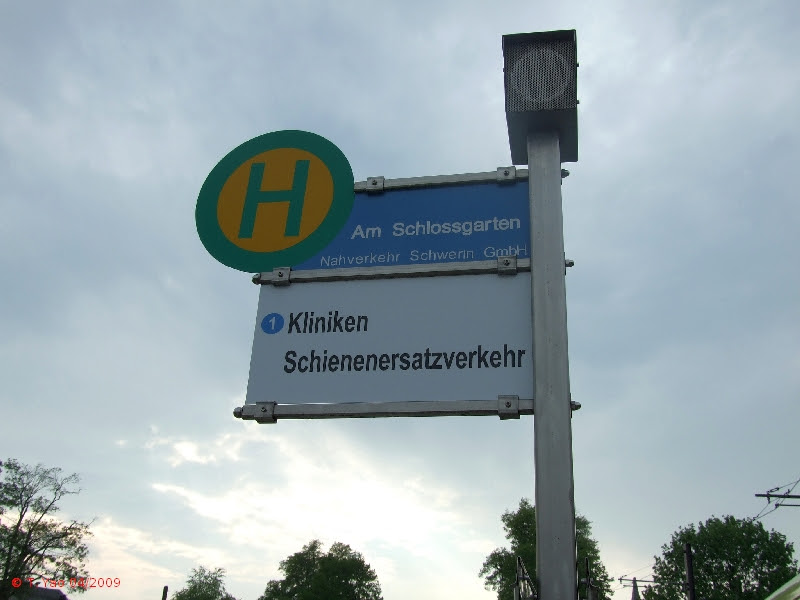 H
Am Schlossgarten
Nahverkehr Schwerin GmbH
1 Kliniken
Schienenersatzverkehr